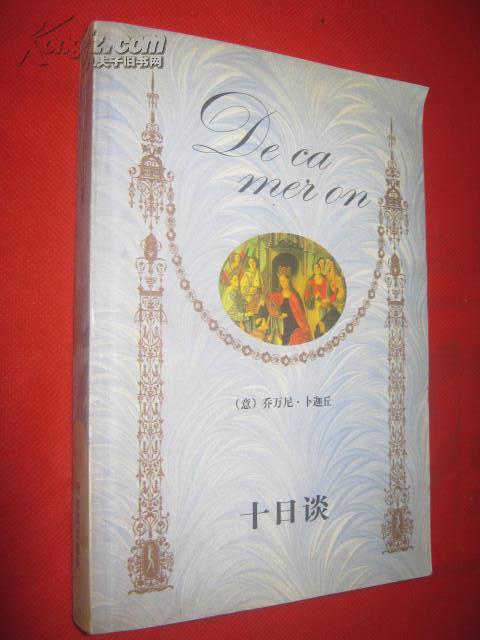 Kongfz.com
孔夫子旧书网
De ca
mer on
（意）乔万尼·卜迦丘
十日谈